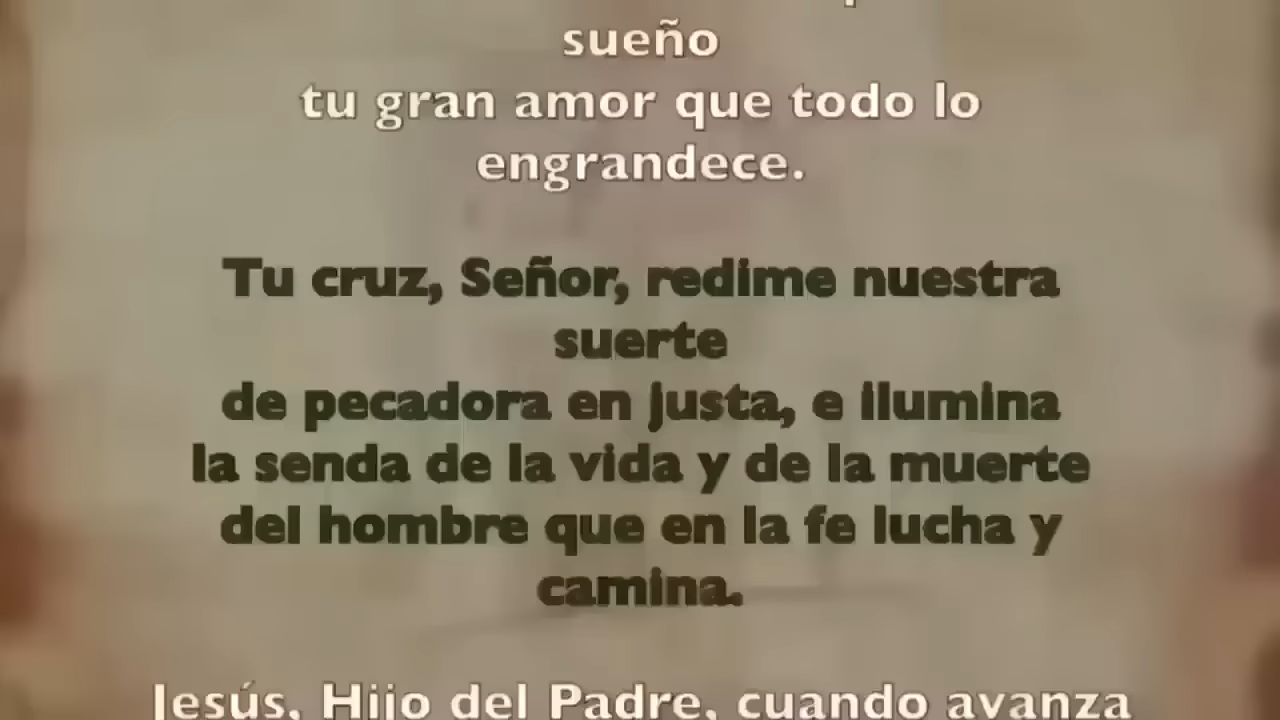 sueño
tu gran amor que todo lo
engrandece.
Tu cruz, Señor, redime nuestra
suerte
de pecadora en justa, e ilumina
la senda de la vida y de la muerte
del hombre que en la fe lucha y
camina.
Jesús, Hijo del Padre, cuando avanza